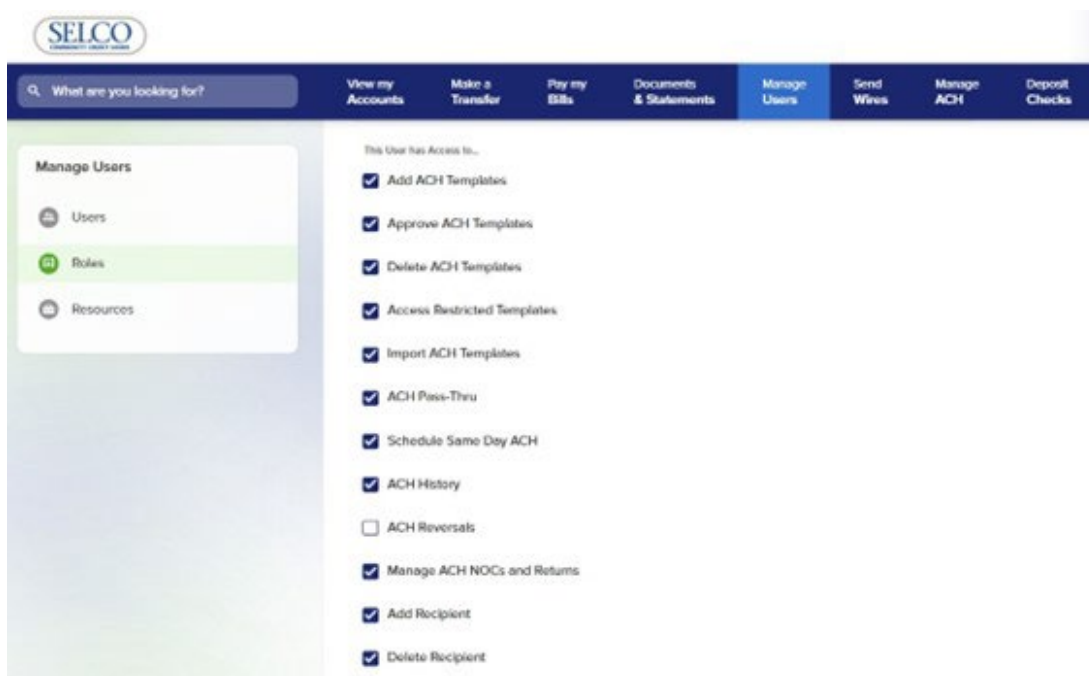 SELCO
COMMUNITY CREDIT UNION
What are you looking for?
View my Accounts
Make a Transfer
Pay my Bills
Documents & Statements
Manage Users
Send Wires
Manage ACH
Deposit Checks
Manage Users
Users
Roles
Resources
This User has Access to...
Add ACH Templates
Approve ACH Templates
Delete ACH Templates
Access Restricted Templates
Import ACH Templates
ACH Pass-Thru
Schedule Same Day ACH
ACH History
ACH Reversals
Manage ACH NOCs and Returns
Add Recipient
Delete Recipient